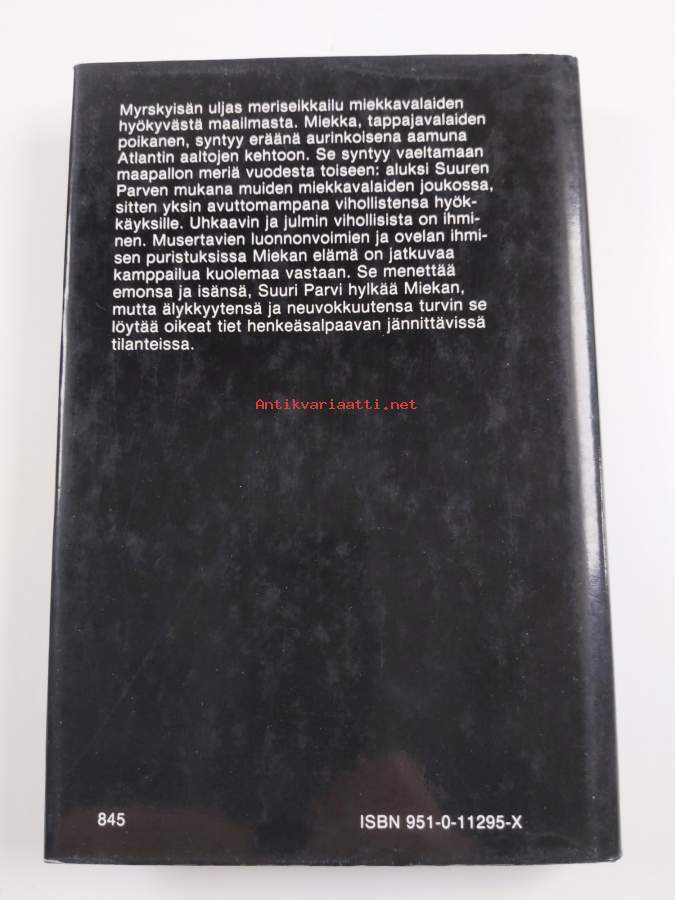 Myrskyisän uljas meriseikkailu miekkavalaiden
hyökyvästä maailmasta. Miekka, tappajavalaiden
poikanen, syntyy eräänä aurinkoisena aamuna
Atlantin aaltojen kehtoon. Se syntyy vaeltamaan
maapallon meriä vuodesta toiseen: aluksi Suuren
Parven mukana muiden miekkavalaiden joukossa,
sitten yksin avuttomampana vihollistensa hyök-
käyksille. Uhkaavin ja julmin vihollisista on ihmi-
nen. Musertavien luonnonvoimien ja ovelan ihmi-
sen puristuksissa Miekan elämä on jatkuvaa
kamppailua kuolemaa vastaan. Se menettää
emonsa ja isänsä, Suuri Parvi hylkää Miekan,
mutta älykkyytensä ja neuvokkuutensa turvin se
löytää oikeat tiet henkeäsalpaavan jännittävissä
tilanteissa.
Antikvariaatti.net
845 ISBN 951-0-11295-X